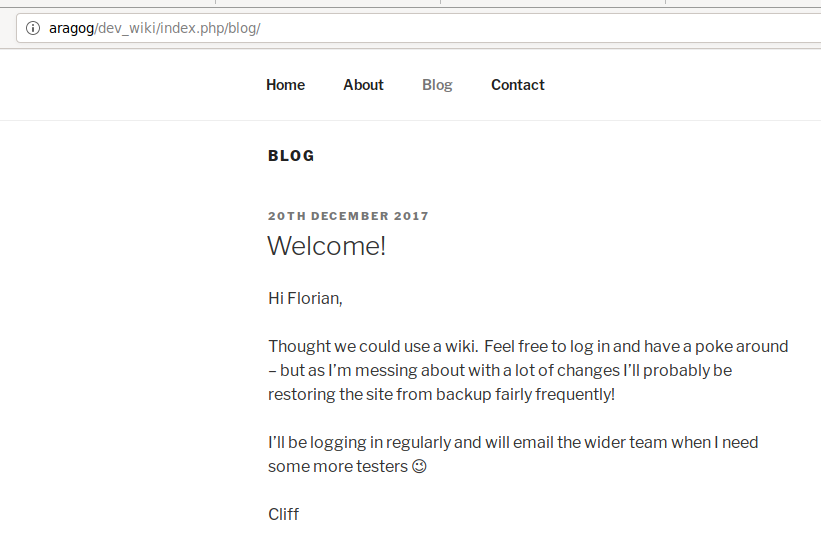 aragog/dev_wiki/index.php/blog/
Home About Blog Contact
BLOG
20TH DECEMBER 2017
Welcome!
Hi Florian,
Thought we could use a wiki.  Feel free to log in and have a poke around
– but as I’m messing about with a lot of changes I’ll probably be
restoring the site from backup fairly frequently!
I’ll be logging in regularly and will email the wider team when I need
some more testers 😉
Cliff